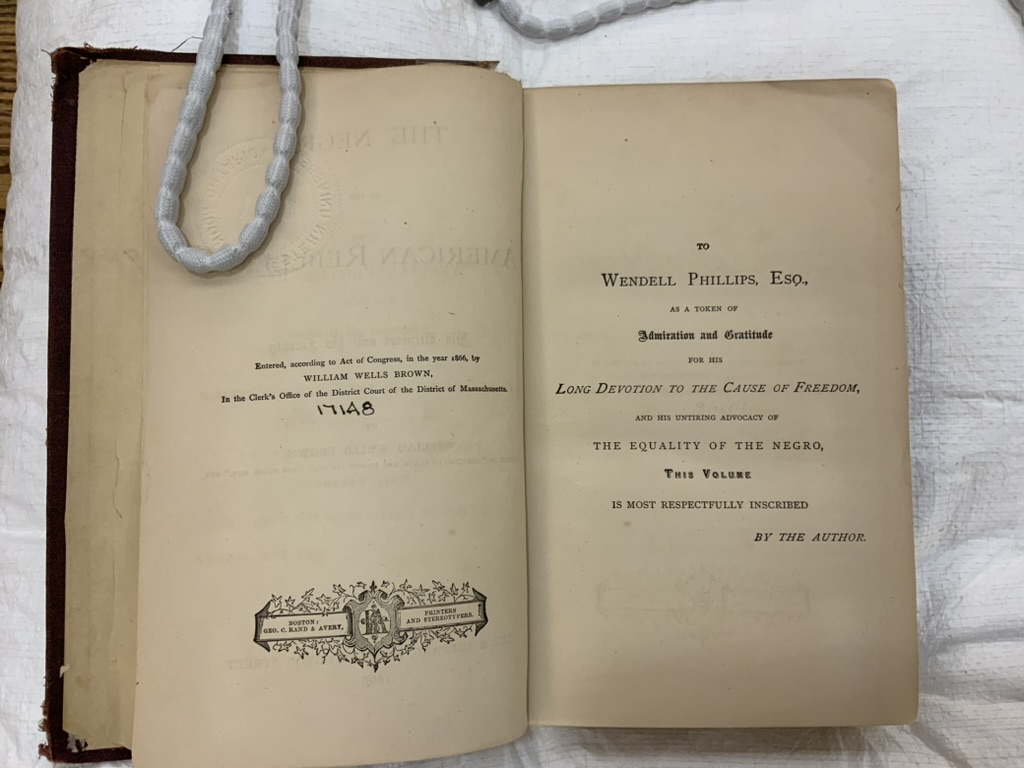 Entered, according to Act of Congress, in the year 1866, by
WILLIAM WELLS BROWN,
In the Clerk's Office of the District Court of the District of Massachusetts.
17148
BOSTON:
GEO. C. RAND & AVERY,
PRINTERS
AND STEREOTYPERS.
TO
WENDELL PHILLIPS, ESQ.,
AS A TOKEN OF
Admiration and Gratitude
FOR HIS
LONG DEVOTION TO THE CAUSE OF FREEDOM,
AND HIS UNTIRING ADVOCACY OF
THE EQUALITY OF THE NEGRO,
THIS VOLUME
IS MOST RESPECTFULLY INSCRIBED
BY THE AUTHOR.